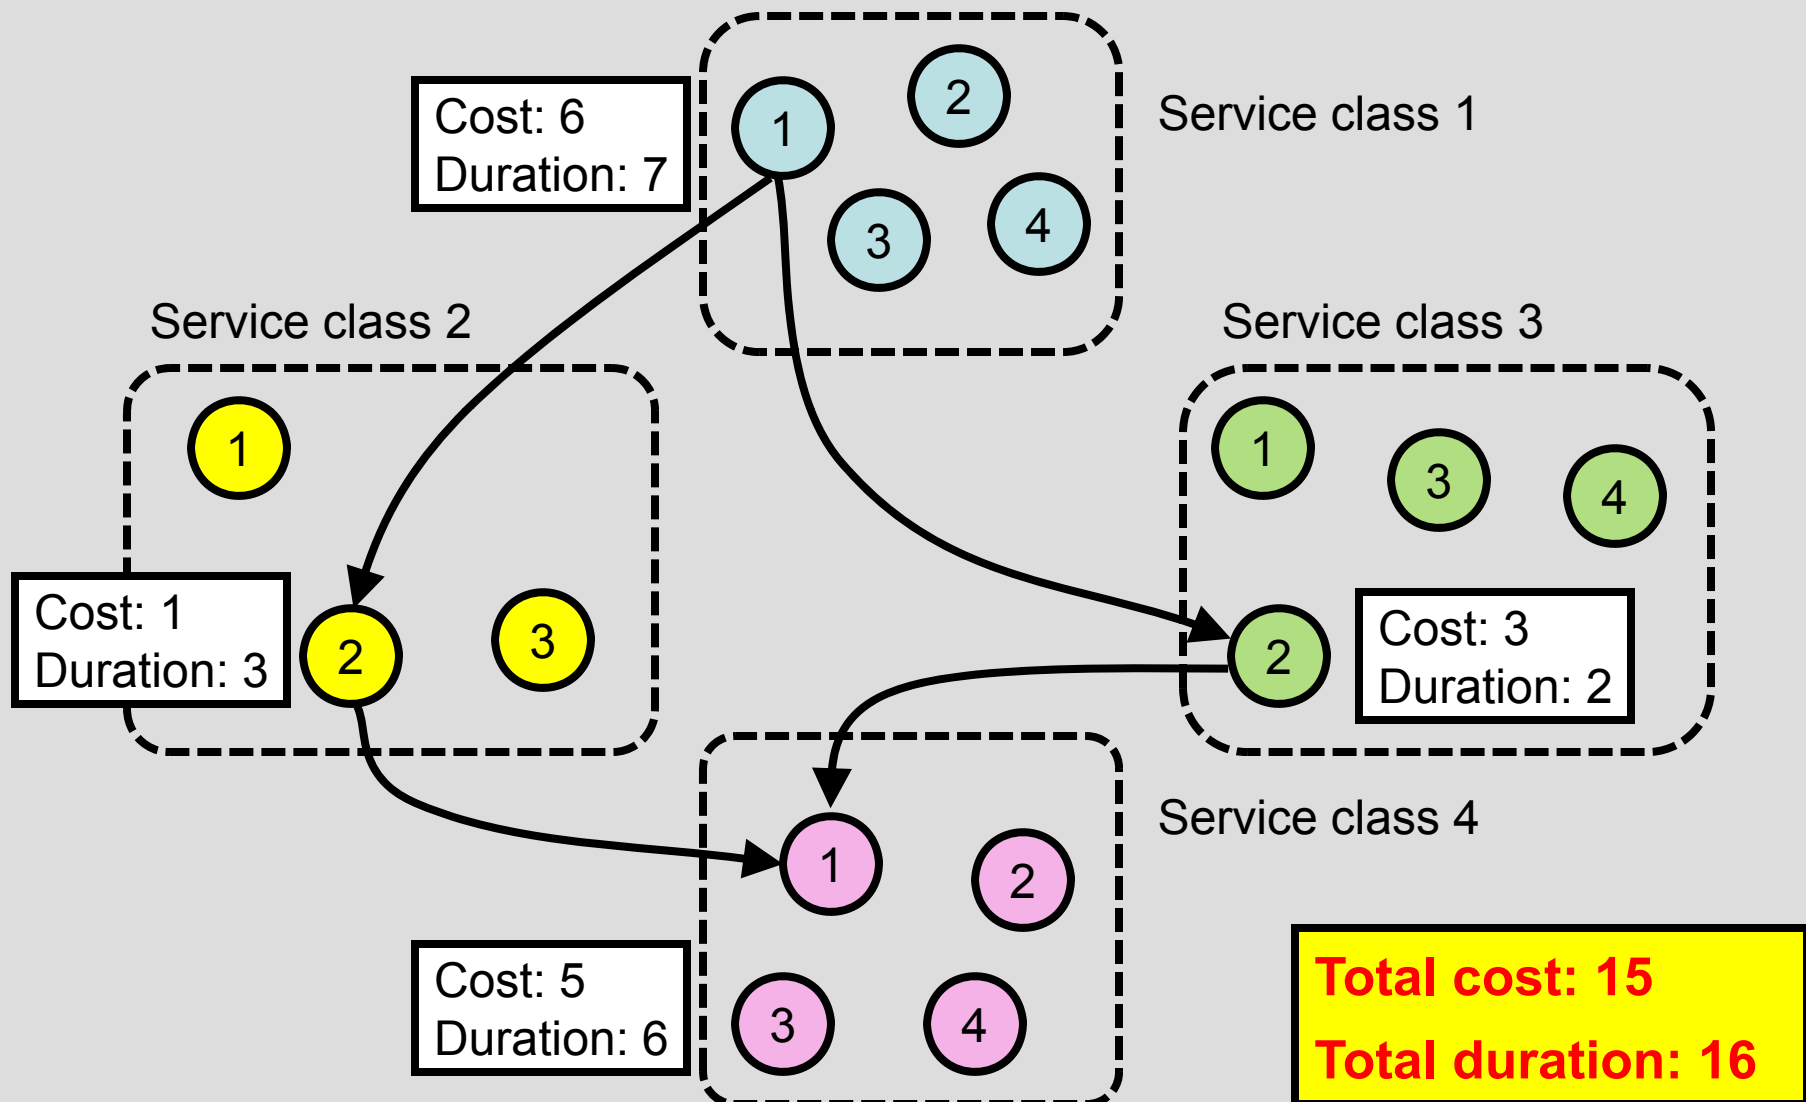 Cost: 6
Duration: 7
1
2
3
4
Service class 1
Service class 2
1
Cost: 1
Duration: 3
2
3
Service class 3
1
3
4
2
Cost: 3
Duration: 2
Service class 4
1
2
3
4
Cost: 5
Duration: 6
Total cost: 15
Total duration: 16